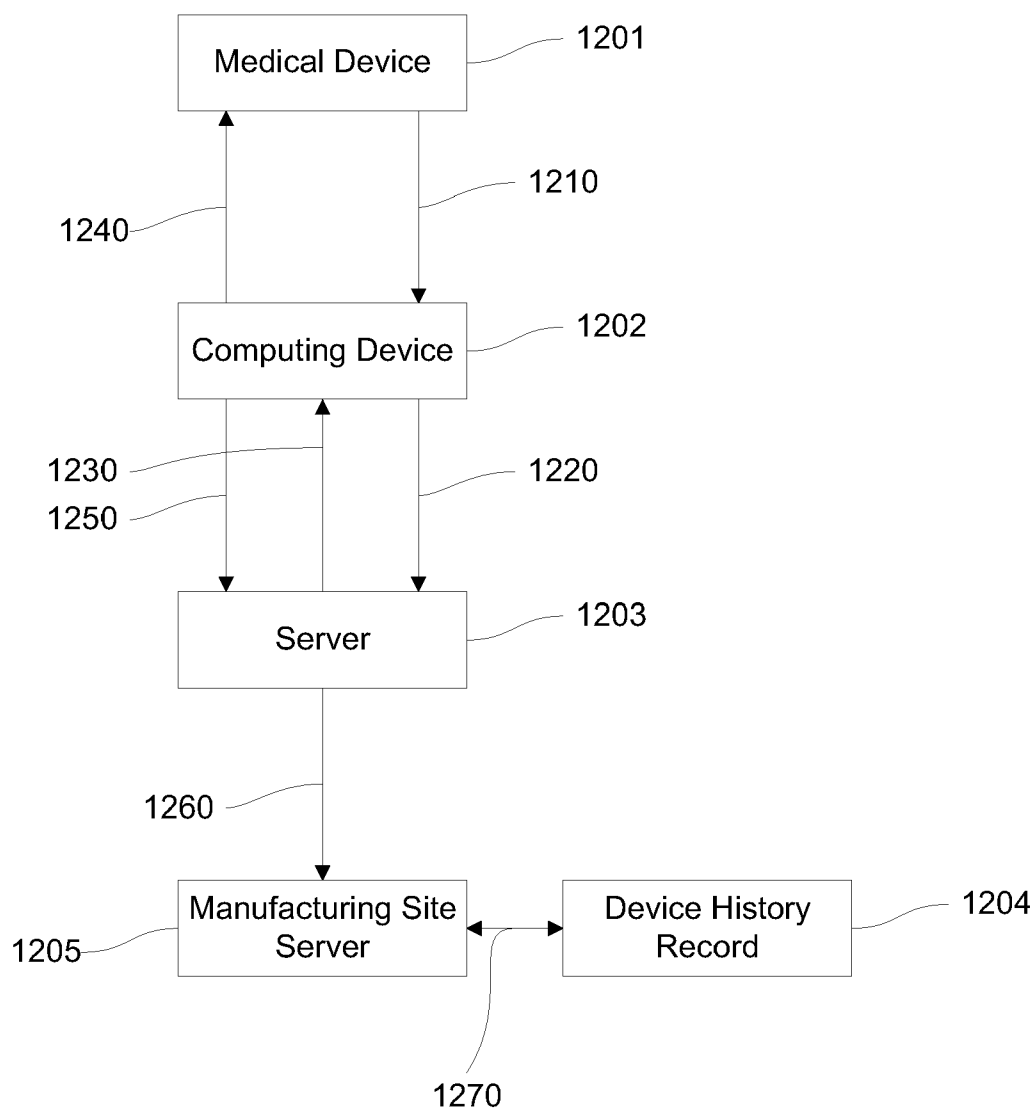 Medical Device
1201
1210
1240
Computing Device
1202
1230
1220
1250
Server
1203
1260
Manufacturing Site
Server
Device History
Record
1204
1205
1270